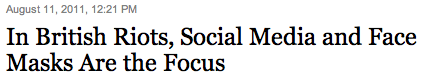 August 11, 2011, 12:21 PM
In British Riots, Social Media and Face
Masks Are the Focus